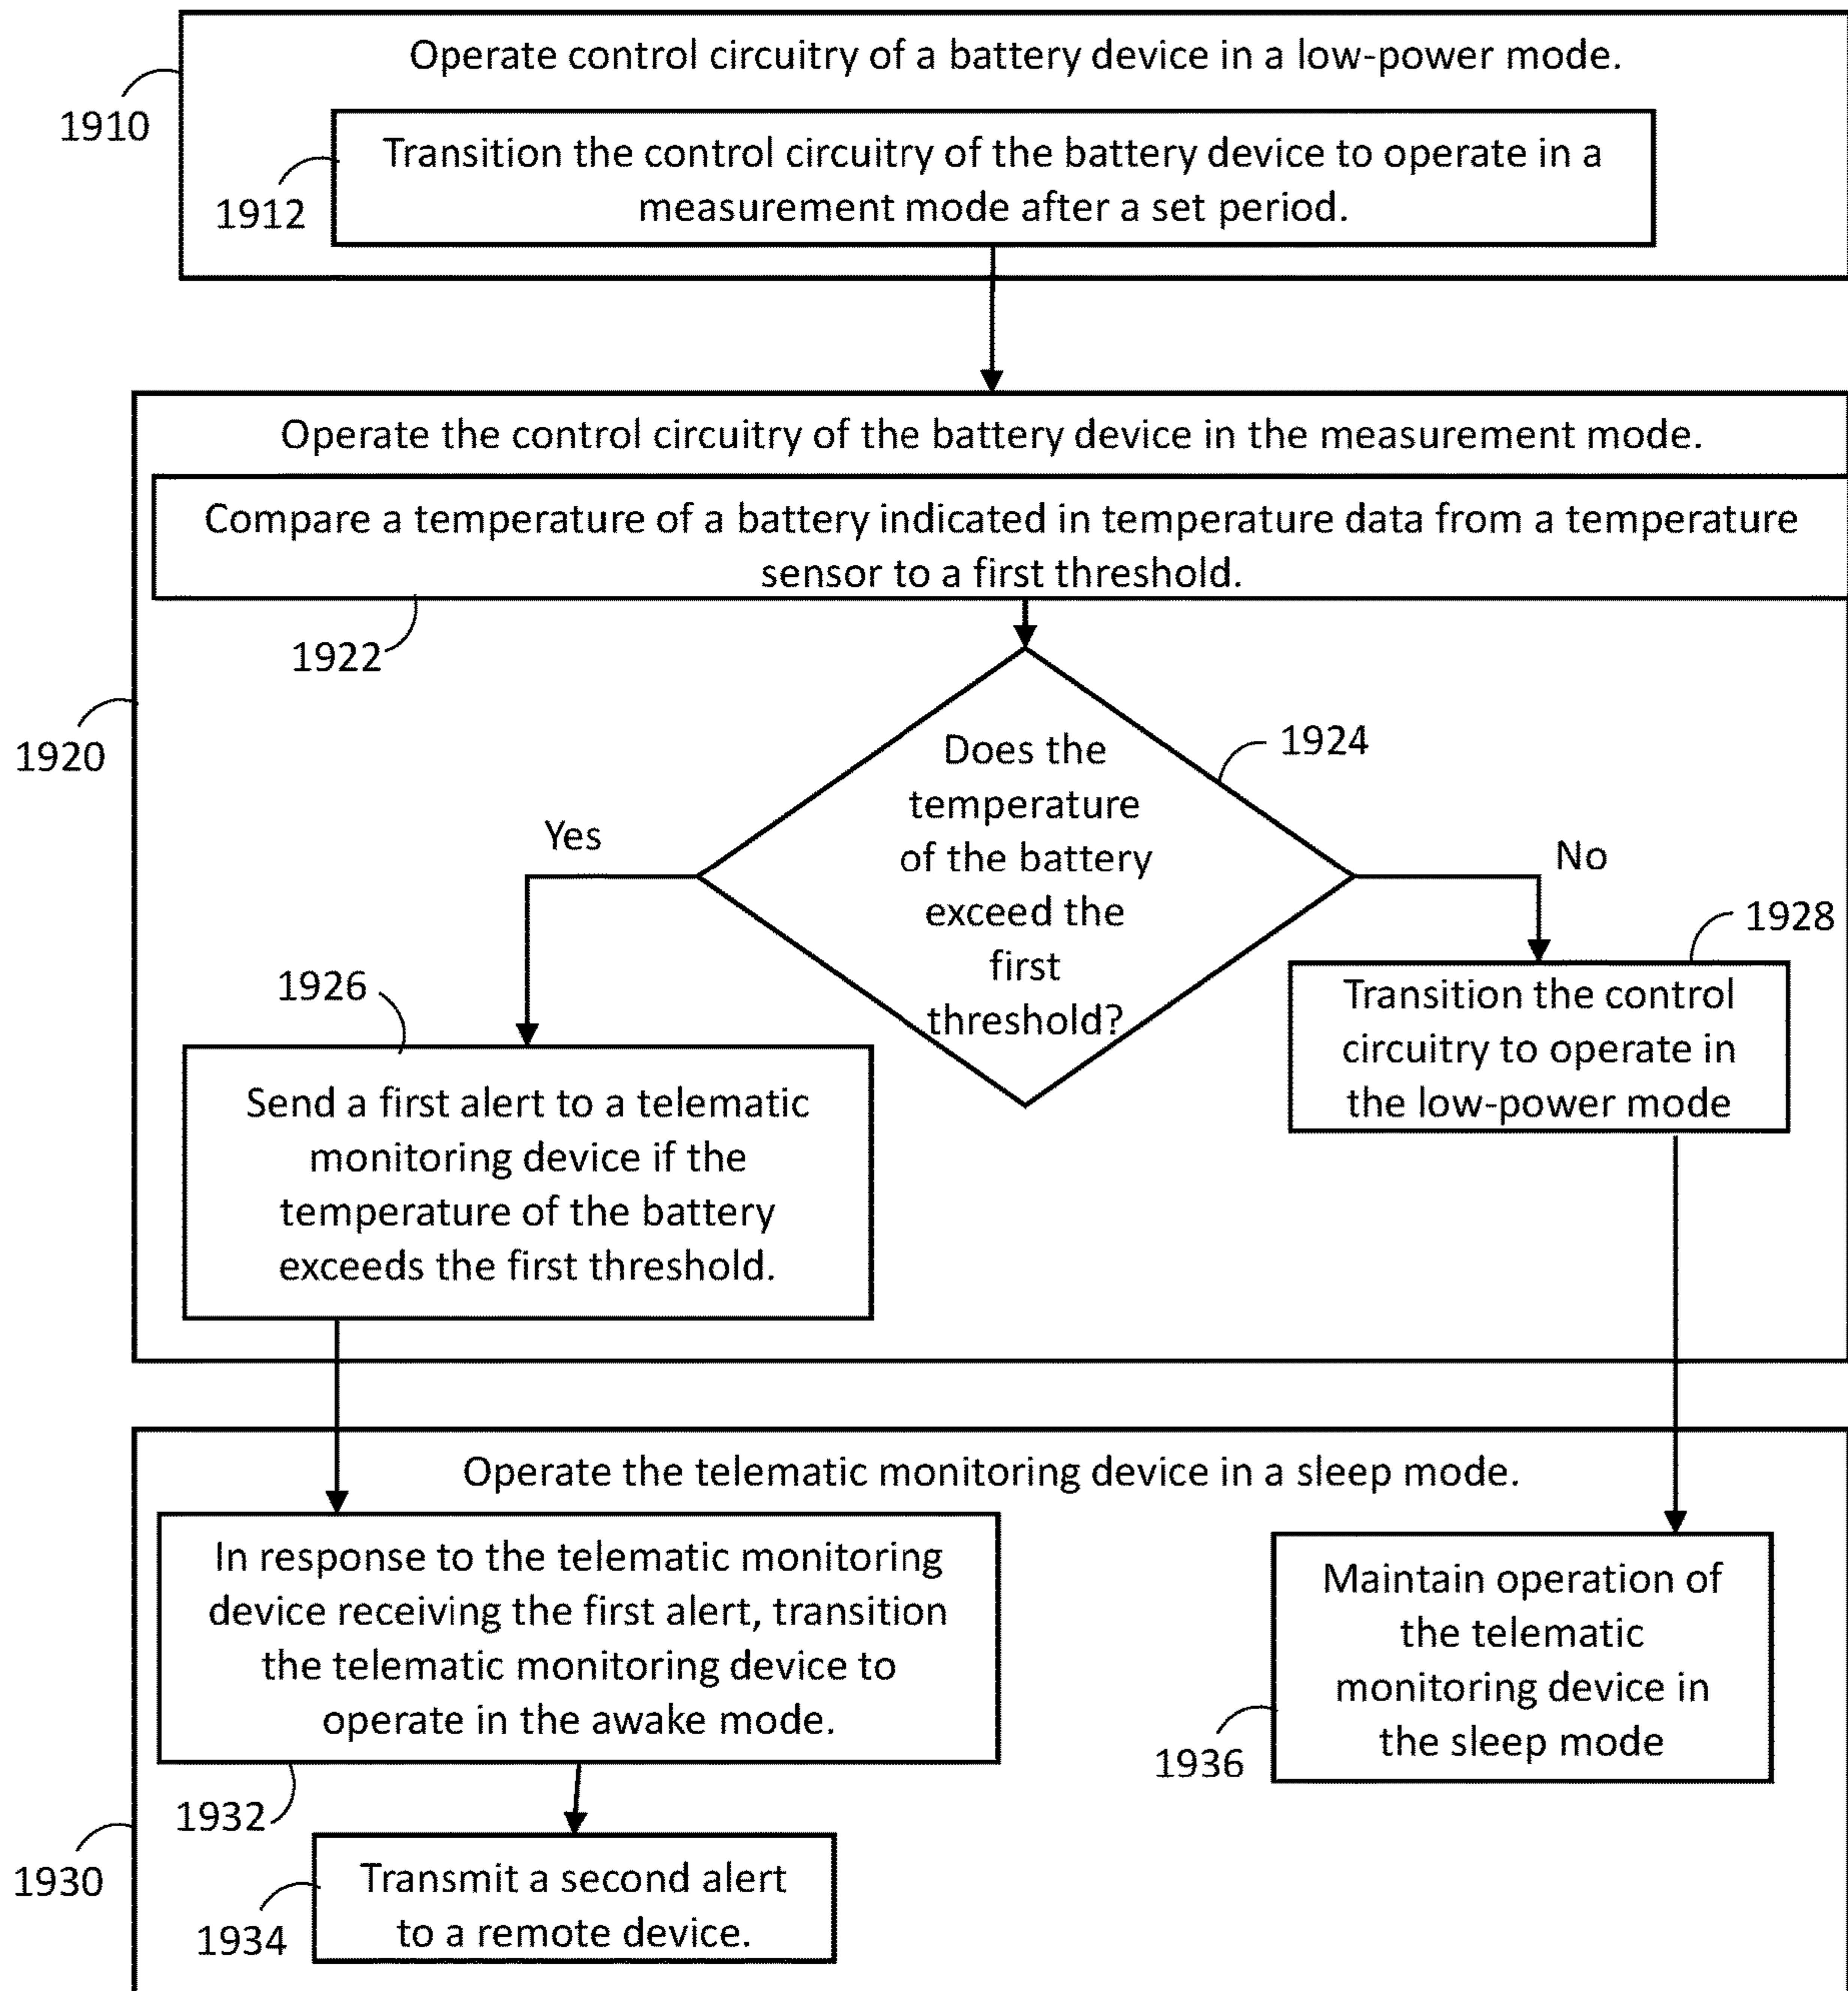 Operate control circuitry of a battery device in a low-power mode.
1910
Transition the control circuitry of the battery device to operate in a
measurement mode after a set period.
1912
Operate the control circuitry of the battery device in the measurement mode.
Compare a temperature of a battery indicated in temperature data from a temperature
sensor to a first threshold.
1922
1920
Does the
temperature
of the battery
exceed the
first
threshold?
1924
Yes
No
1926
1928
Send a first alert to a telematic
monitoring device if the
temperature of the battery
exceeds the first threshold.
Transition the control
circuitry to operate in
the low-power mode
Operate the telematic monitoring device in a sleep mode.
In response to the telematic monitoring
device receiving the first alert, transition
the telematic monitoring device to
operate in the awake mode.
1932
Maintain operation of
the telematic
monitoring device in
the sleep mode
1936
1930
Transmit a second alert
to a remote device.
1934